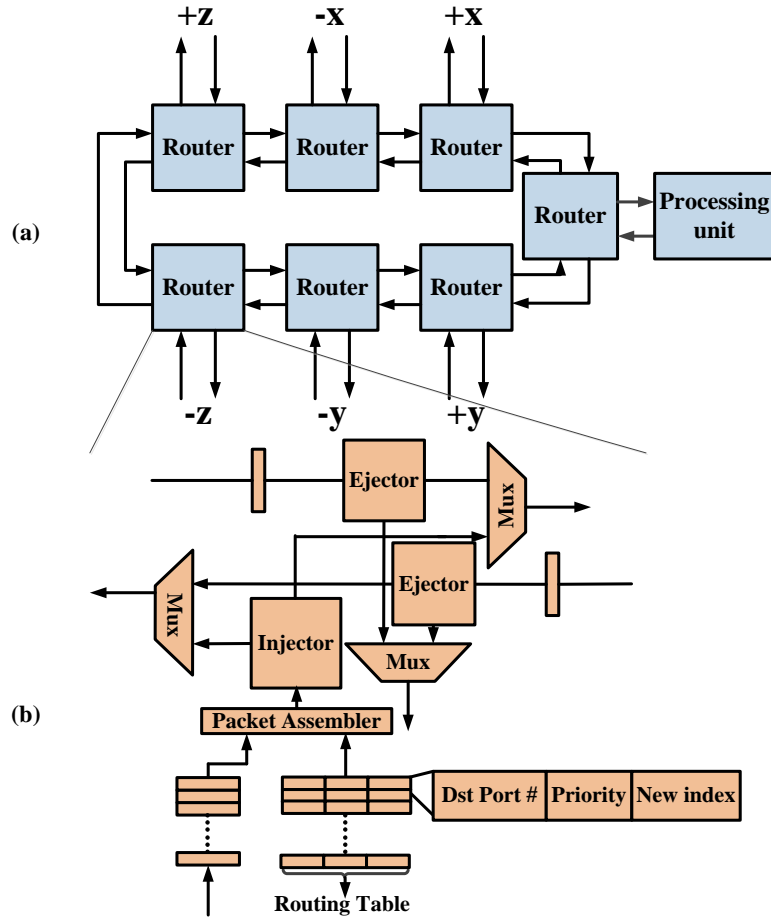 +z
-x
+x
Router
Router
Router
Router
Processing
unit
(a)
Router
Router
Router
-z
-y
+y
Ejector
Mux
Ejector
Mux
Injector
Mux
(b)
Packet Assembler
Dst Port #
Priority
New index
Routing Table